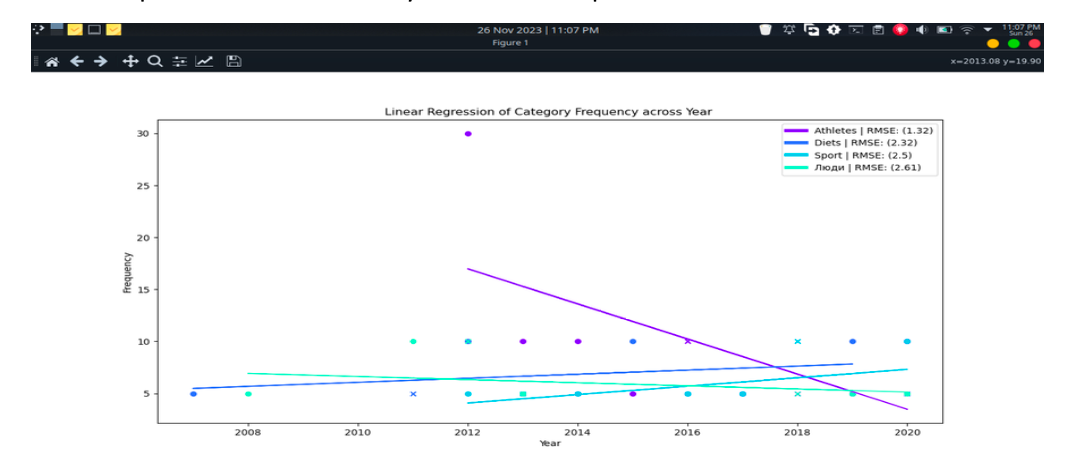 26 Nov 2023 | 11:07 PM
11:07 PM
Sun 26
Figure 1
x=2013.08 y=19.90
Linear Regression of Category Frequency across Year
Athletes | RMSE: (1.32)
Diets | RMSE: (2.32)
Sport | RMSE: (2.5)
Люди | RMSE: (2.61)
30
25
20
15
10
5
Frequency
2008 2010 2012 2014 2016 2018 2020
Year